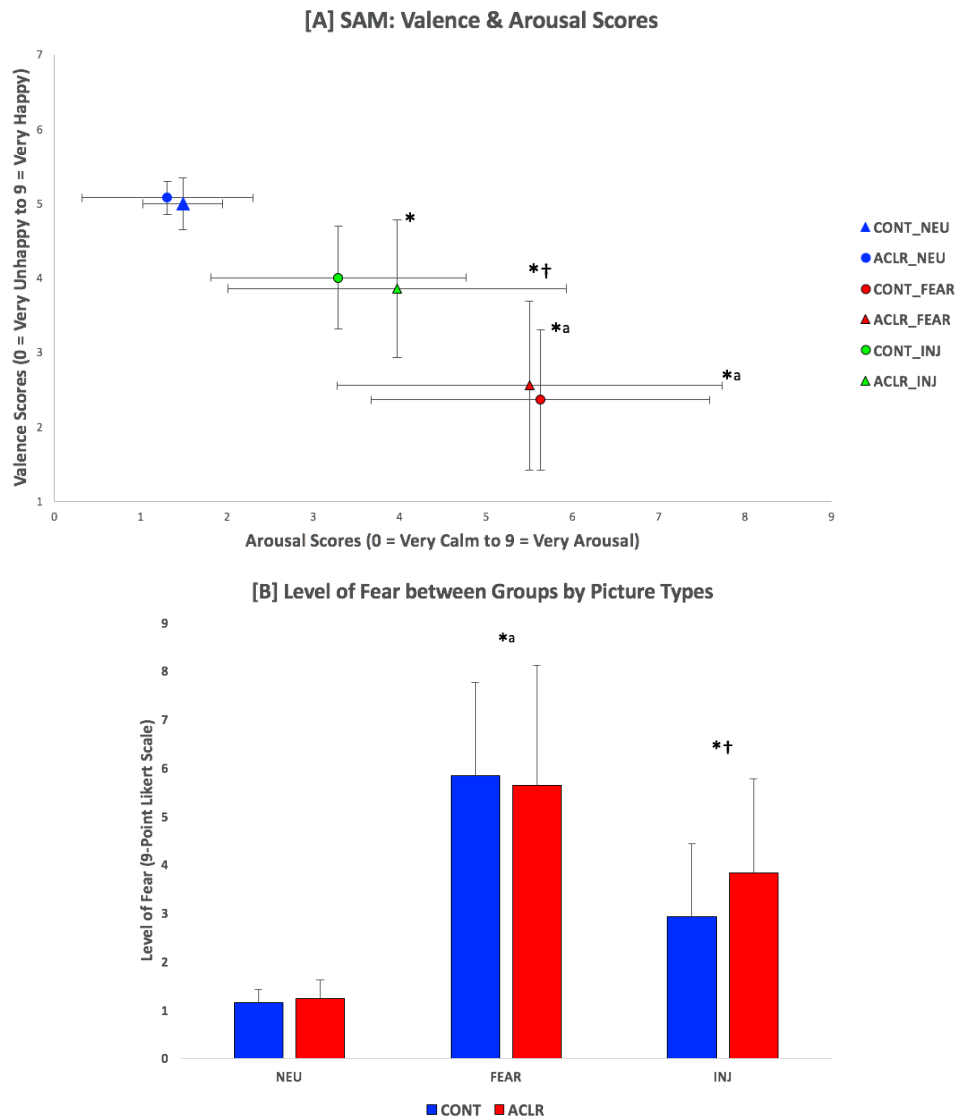 [A] SAM: Valence & Arousal Scores
Valence Scores (0 = Very Unhappy to 9 = Very Happy)
7
6
5
4
3
2
1
*
*†
*a
*a
0 1 2 3 4 5 6 7 8 9
Arousal Scores (0 = Very Calm to 9 = Very Arousal)
CONT_NEU
ACLR_NEU
CONT_FEAR
ACLR_FEAR
CONT_INJ
ACLR_INJ
[B] Level of Fear between Groups by Picture Types
Level of Fear (9-Point Likert Scale)
9
8
7
6
5
4
3
2
1
0
*a
*†
NEU FEAR INJ
CONT ACLR